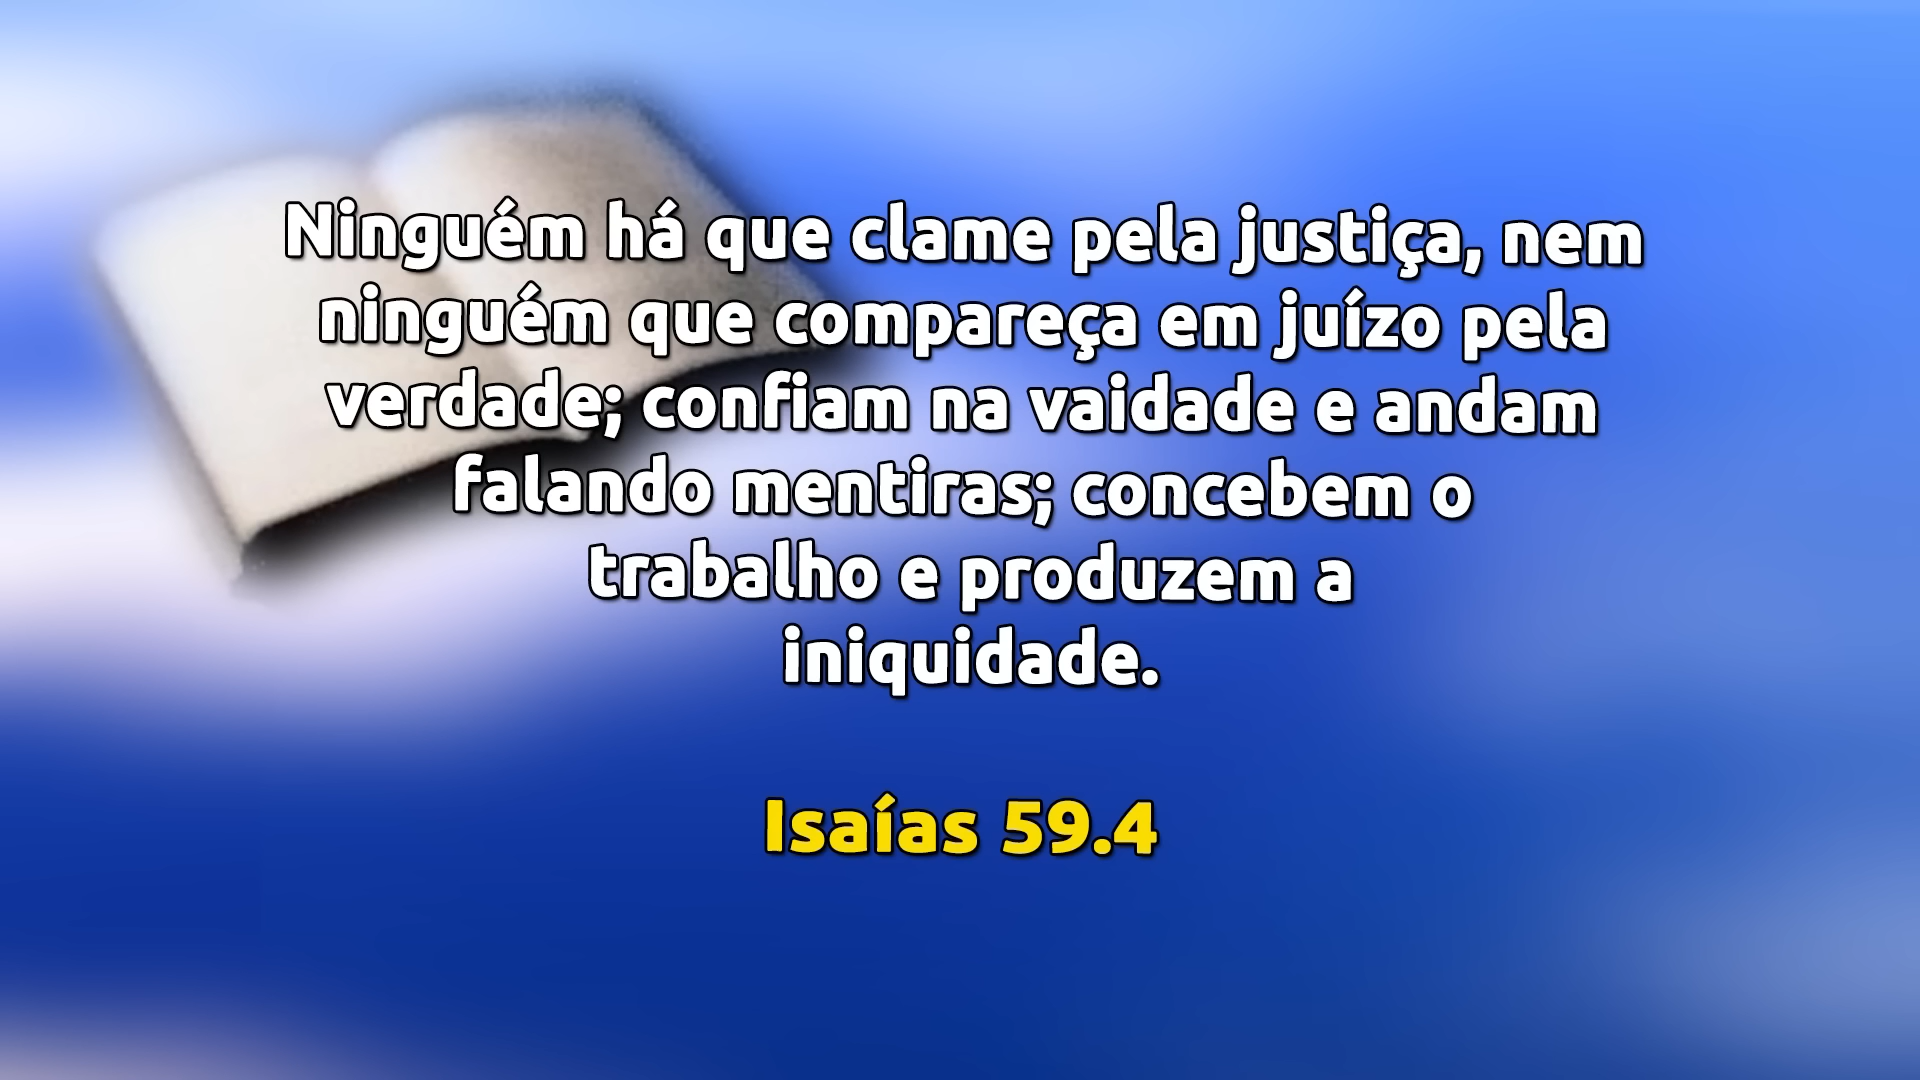 Ninguém há que clame pela justiça, nem
ninguém que compareça em juízo pela
verdade; confiam na vaidade e andam
falando mentiras; concebem o
trabalho e produzem a
iniquidade.
Isaías 59.4